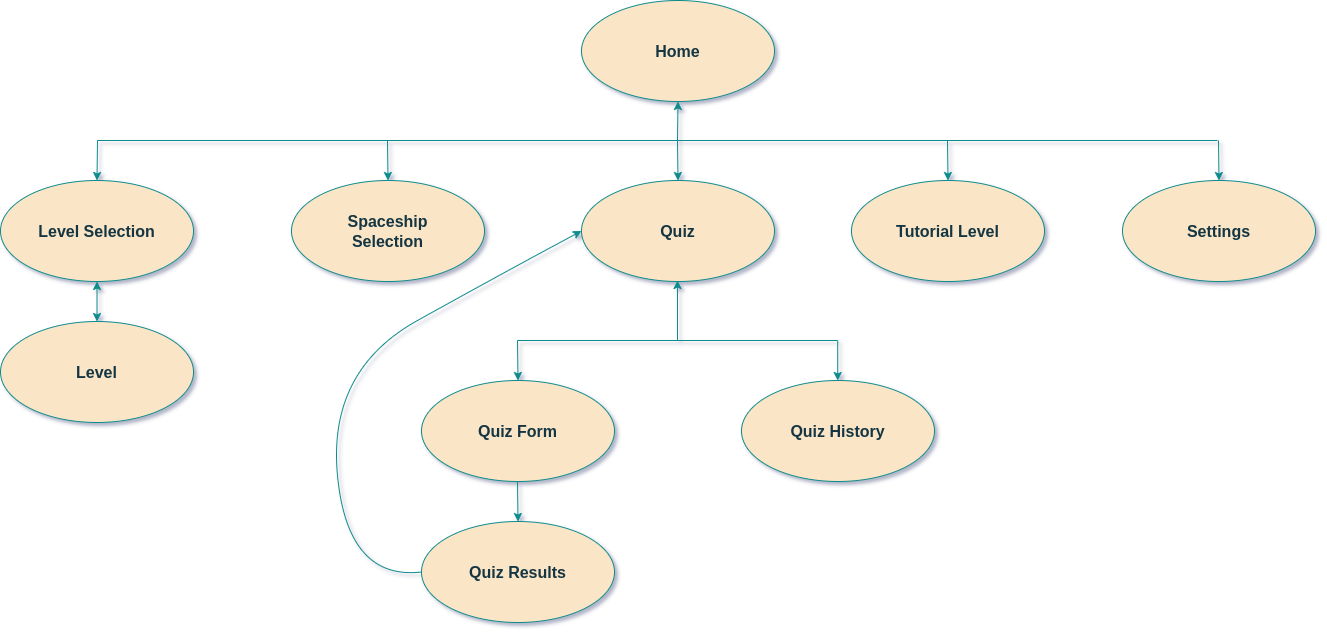 Home
Level Selection
Spaceship
Selection
Quiz
Tutorial Level
Settings
Level
Quiz Form
Quiz History
Quiz Results